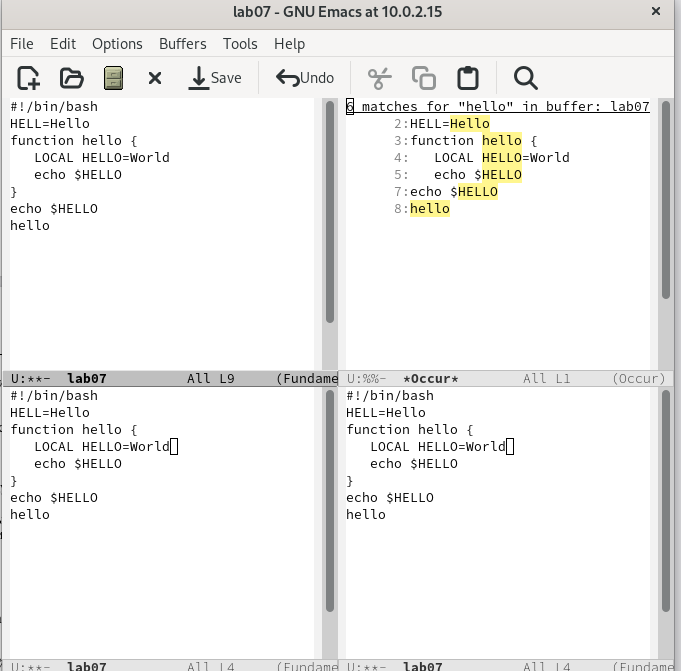 lab07 - GNU Emacs at 10.0.2.15 ×
File Edit Options Buffers Tools Help
Save Undo
#!/bin/bash
HELL=Hello
function hello {
   LOCAL HELLO=World
   echo $HELLO
}
echo $HELLO
hello
U:**-  lab07          All L9     (Fundame
6 matches for "hello" in buffer: lab07
      2:HELL=Hello
      3:function hello {
      4:   LOCAL HELLO=World
      5:   echo $HELLO
      7:echo $HELLO
      8:hello
U:%%-  *Occur*        All L1     (Occur)
#!/bin/bash
HELL=Hello
function hello {
   LOCAL HELLO=World
   echo $HELLO
}
echo $HELLO
hello
U:**-  lab07          All L4     (Fundame
#!/bin/bash
HELL=Hello
function hello {
   LOCAL HELLO=World
   echo $HELLO
}
echo $HELLO
hello
U:**-  lab07          All L4     (Fundame